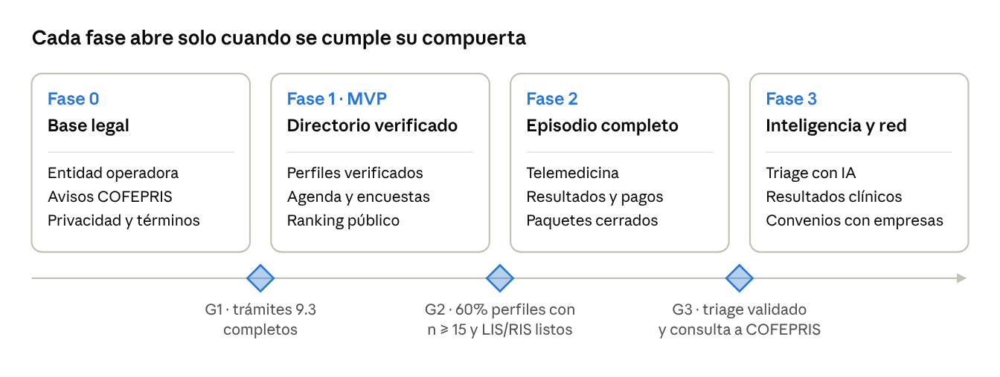 Cada fase abre solo cuando se cumple su compuerta
Fase 0
Base legal
Entidad operadora
Avisos COFEPRIS
Privacidad y términos
Fase 1 · MVP
Directorio verificado
Perfiles verificados
Agenda y encuestas
Ranking público
Fase 2
Episodio completo
Telemedicina
Resultados y pagos
Paquetes cerrados
Fase 3
Inteligencia y red
Triage con IA
Resultados clínicos
Convenios con empresas
G1 · trámites 9.3
completos
G2 · 60% perfiles con
n ≥ 15 y LIS/RIS listos
G3 · triage validado
y consulta a COFEPRIS